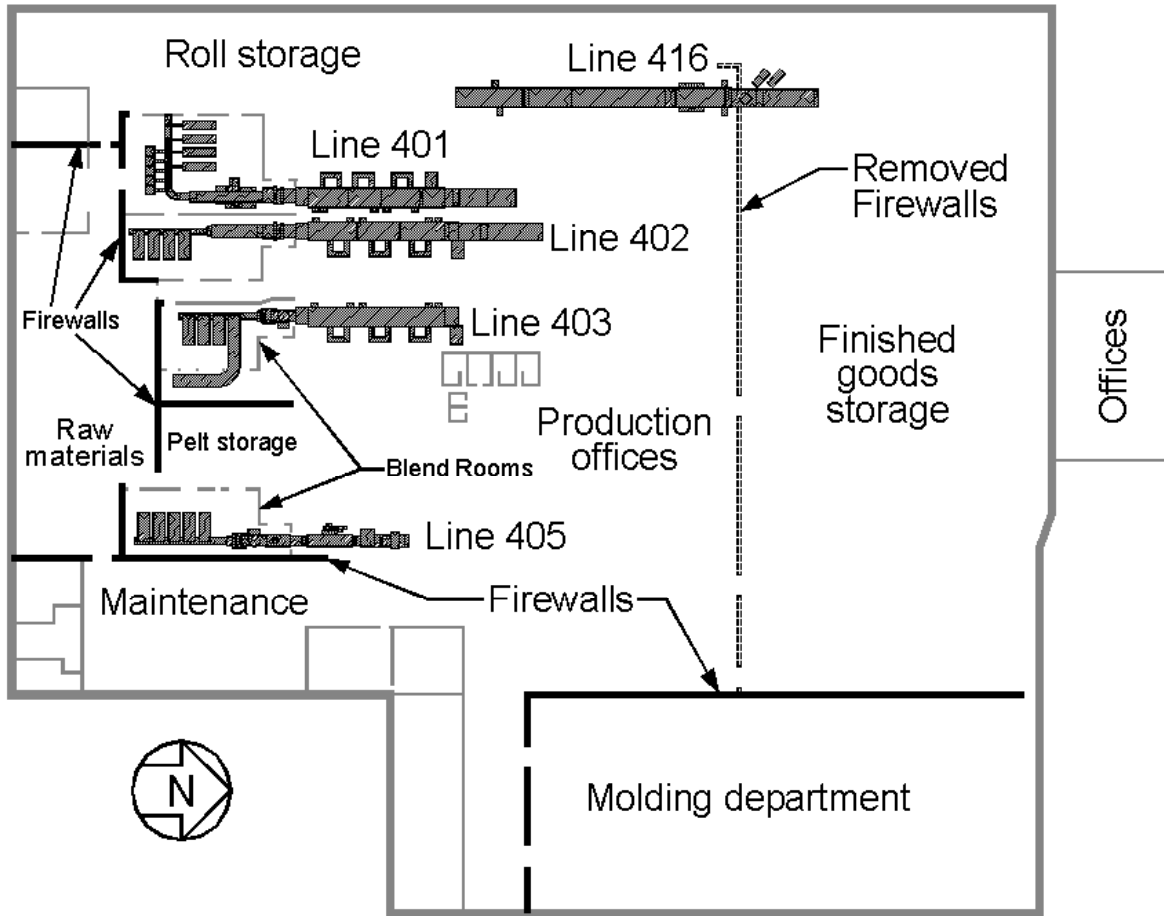 Roll storage
Line 416
Line 401
Removed
Firewalls
Line 402
Firewalls
Line 403
Finished
goods
storage
Offices
Raw
materials
Pelt storage
Production
offices
Blend Rooms
Line 405
Maintenance
Firewalls
N
Molding department